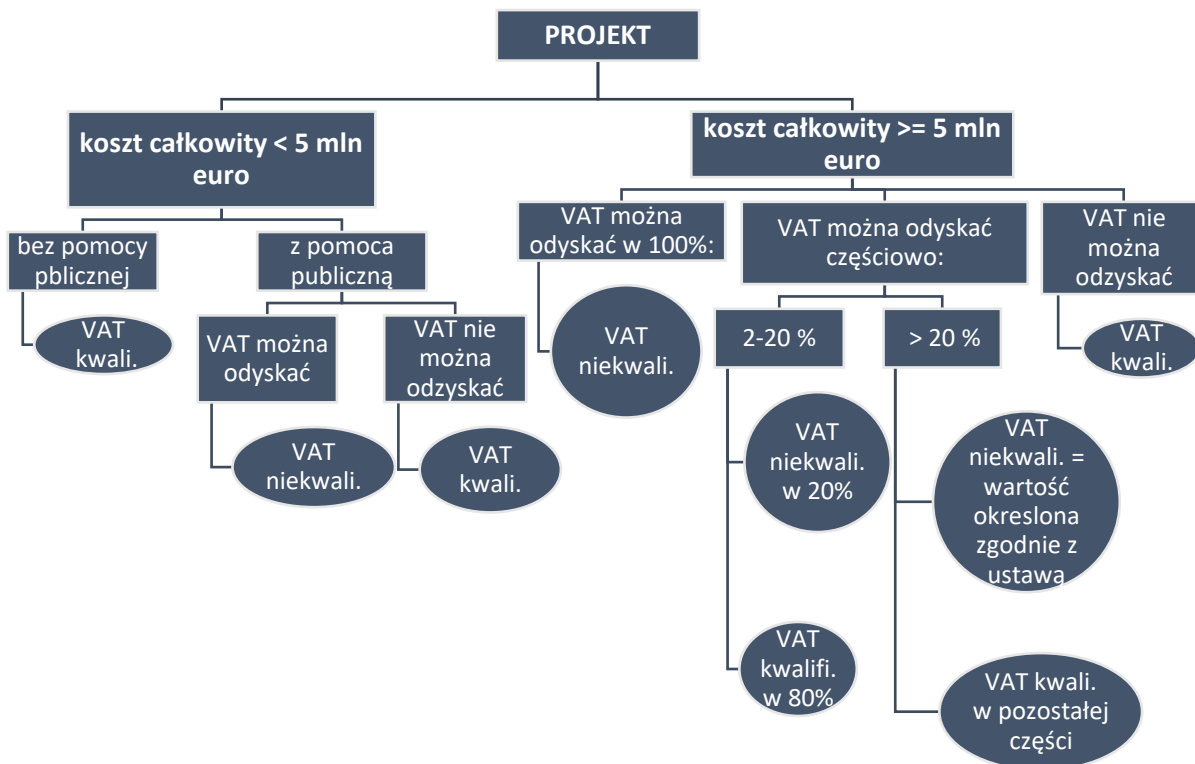 PROJEKT
koszt całkowity < 5 mln
euro
koszt całkowity >= 5 mln
euro
bez pomocy
pblicznej
z pomoca
publiczną
VAT można
odyskać w 100%:
VAT można odyskać
częściowo:
VAT nie
można
odzyskać
VAT
kwali.
VAT można
odyskać
VAT nie
można
odzyskać
VAT
niekwali.
2-20 %
> 20 %
VAT
kwali.
VAT
niekwali.
VAT
kwali.
VAT
niekwali.
w 20%
VAT
niekwali. =
wartość
okreslona
zgodnie z
ustawą
VAT
kwalifi.
w 80%
VAT kwali.
w pozostałej
części